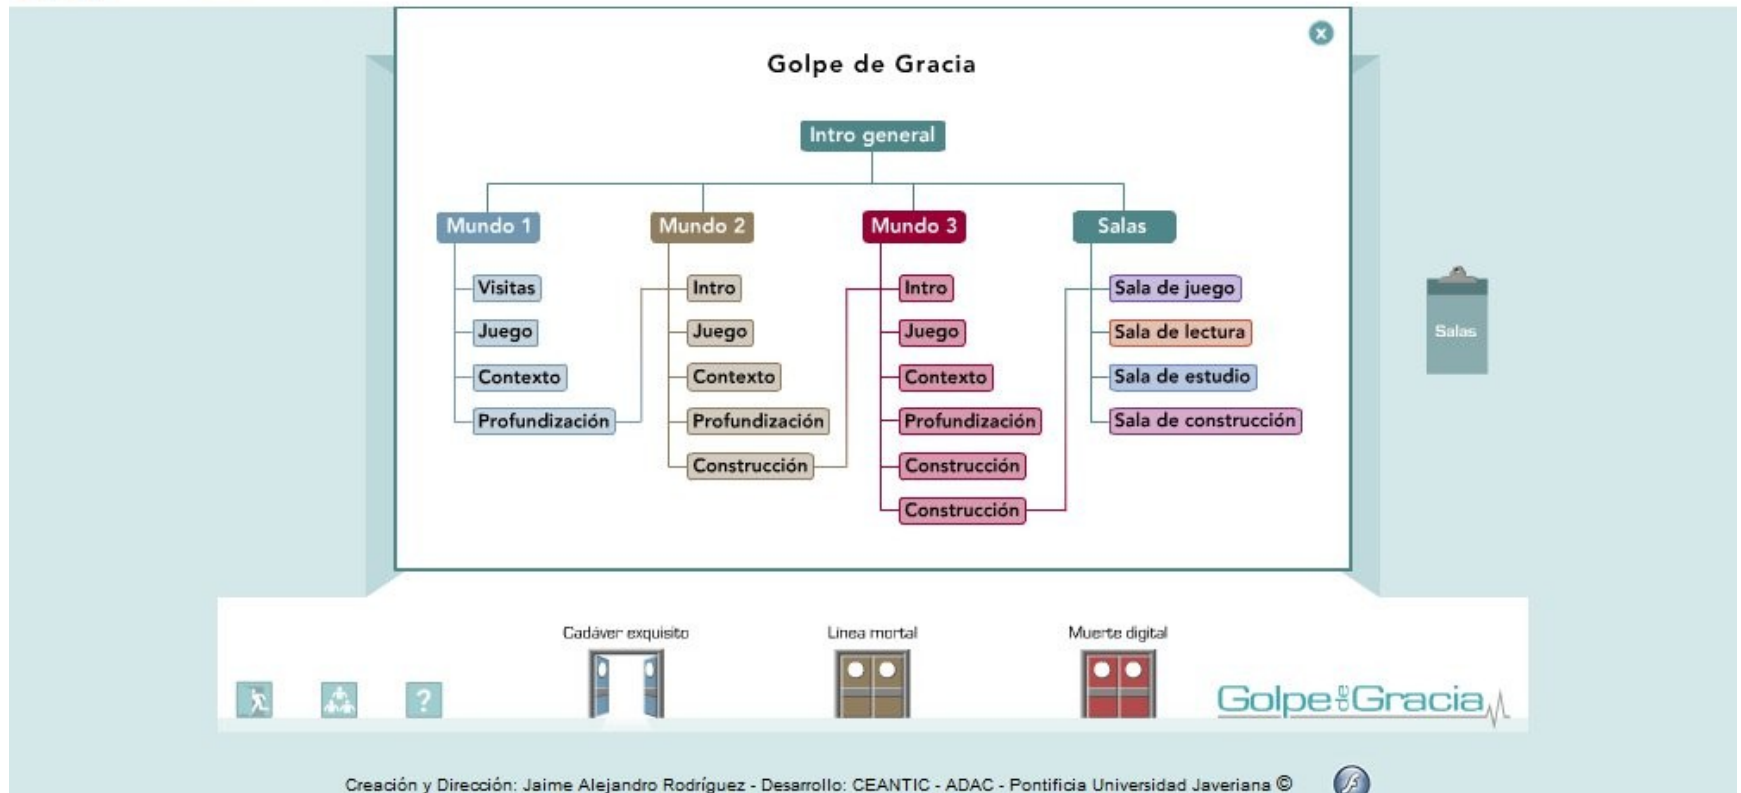 x
Golpe de Gracia
Intro general
Mundo 1
Mundo 2
Mundo 3
Salas
Visitas
Juego
Contexto
Profundización
Intro
Juego
Contexto
Profundización
Construcción
Intro
Juego
Contexto
Profundización
Construcción
Construcción
Sala de juego
Sala de lectura
Sala de estudio
Sala de construcción
Salas
Cadáver exquisito
Línea mortal
Muerte digital
?
Golpe de Gracia
Creación y Dirección: Jaime Alejandro Rodríguez - Desarrollo: CEANTIC - ADAC - Pontificia Universidad Javeriana ©